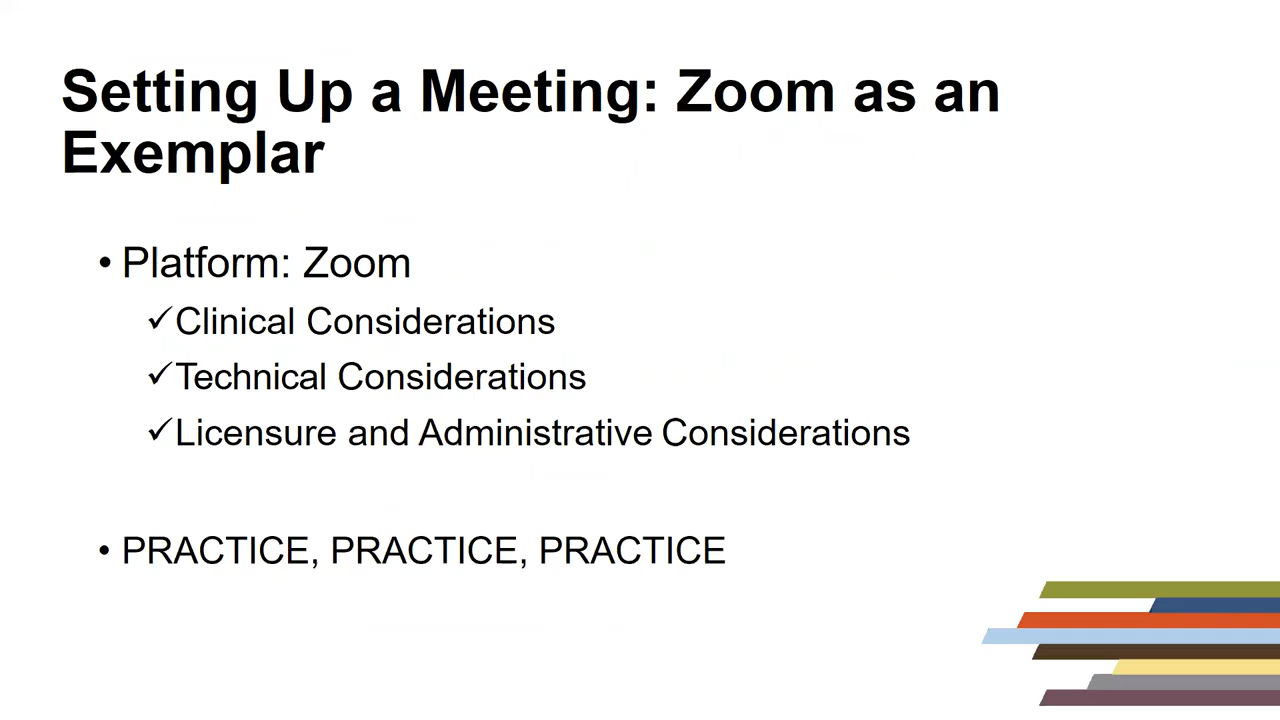 Setting Up a Meeting: Zoom as an
Exemplar
• Platform: Zoom
✓Clinical Considerations
✓Technical Considerations
✓Licensure and Administrative Considerations
• PRACTICE, PRACTICE, PRACTICE